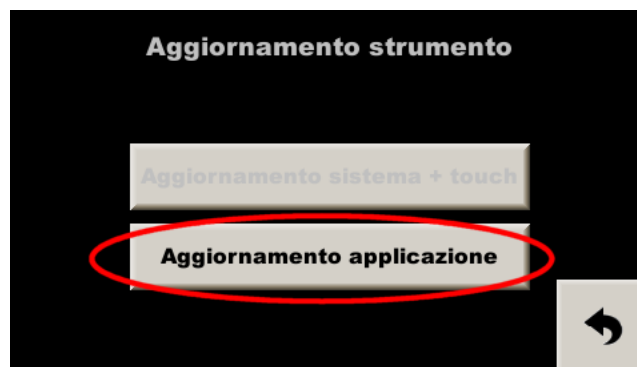 Aggiornamento strumento
Aggiornamento sistema + touch
Aggiornamento applicazione